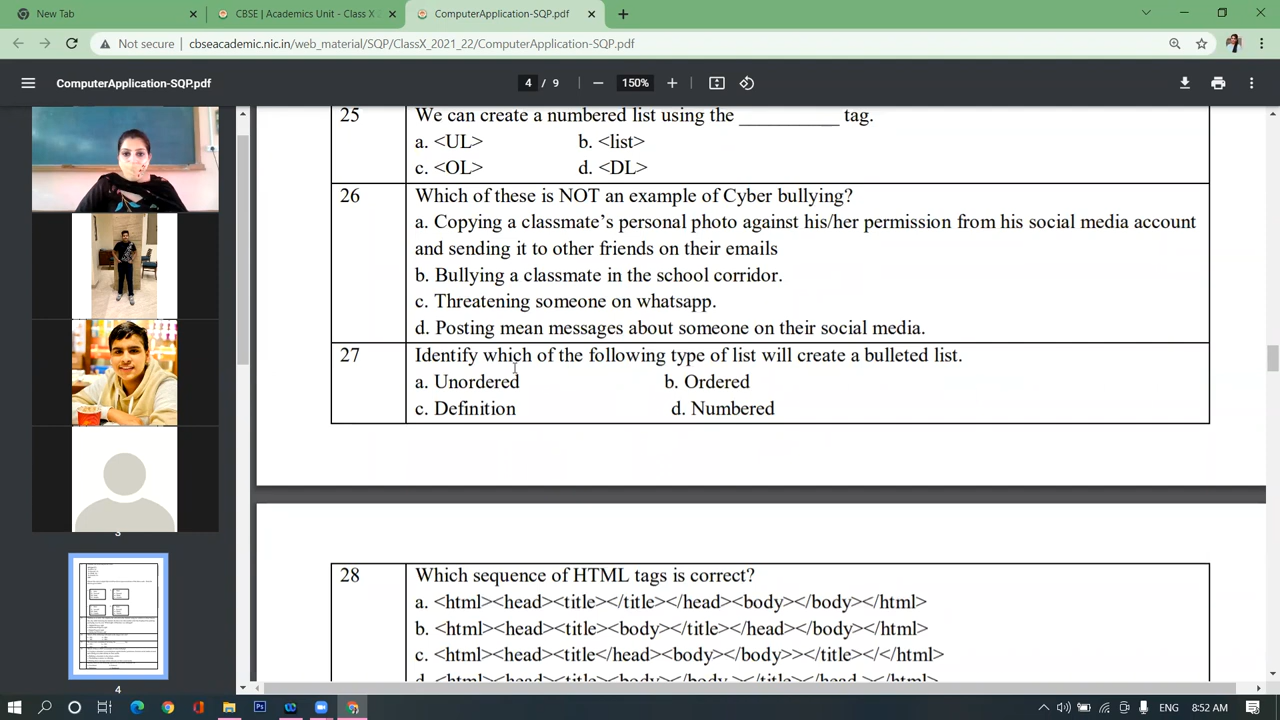 New Tab
CBSE | Academics Unit - Class X
ComputerApplication-SQP.pdf
Not secure
cbseacademic.nic.in/web_material/SQP/ClassX_2021_22/ComputerApplication-SQP.pdf
ComputerApplication-SQP.pdf
4 / 9
150%
25 We can create a numbered list using the ___________ tag.
a. <UL> b. <list>
c. <OL> d. <DL>
26 Which of these is NOT an example of Cyber bullying?
a. Copying a classmate's personal photo against his/her permission from his social media account
and sending it to other friends on their emails
b. Bullying a classmate in the school corridor.
c. Threatening someone on whatsapp.
d. Posting mean messages about someone on their social media.
27 Identify which of the following type of list will create a bulleted list.
a. Unordered b. Ordered
c. Definition d. Numbered
28 Which sequence of HTML tags is correct?
a. <html><head><title></title></head><body></body></html>
b. <html><head><title><body></title></head></body></html>
c. <html><head><title</head><body></body></title></</html>
3
4
ENG
8:52 AM